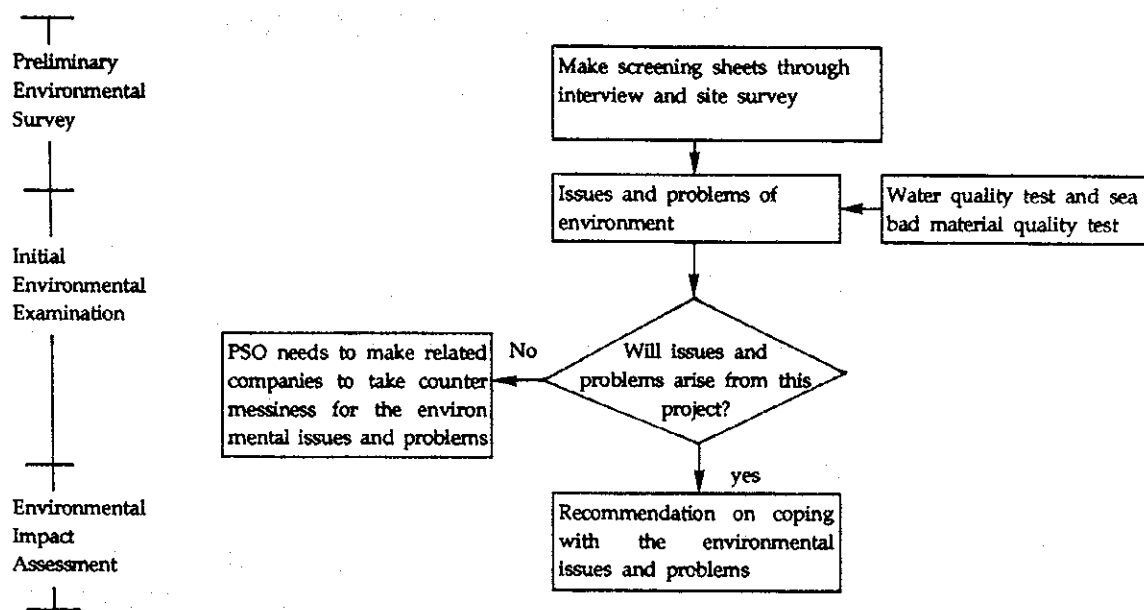 Preliminary
Environmental
Survey
Make screening sheets through
interview and site survey
Issues and problems of
environment
Water quality test and sea
bad material quality test
Initial
Environmental
Examination
PSO needs to make related
companies to take counter
messiness for the environ
mental issues and problems
No
Will issues and
problems arise from this
project?
yes
Environmental
Impact
Assessment
Recommendation on coping
with the environmental
issues and problems